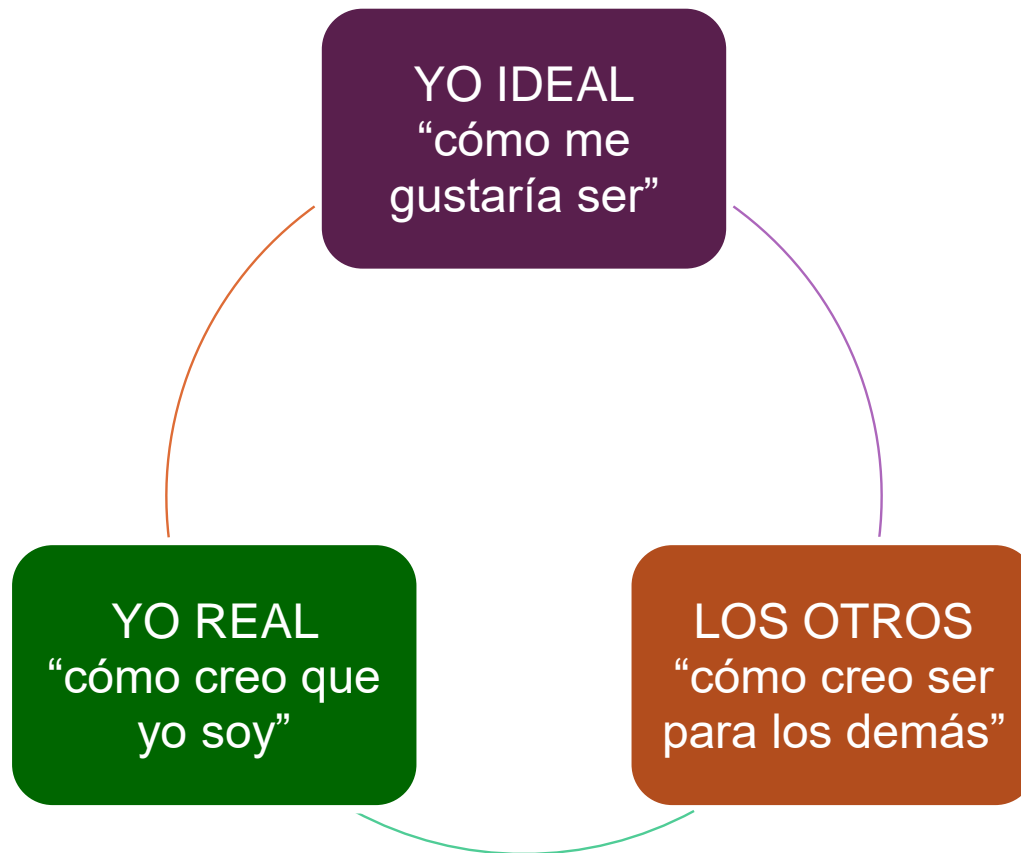 YO IDEAL
“cómo me
gustaría ser”
YO REAL
“cómo creo que
yo soy”
LOS OTROS
“cómo creo ser
para los demás”